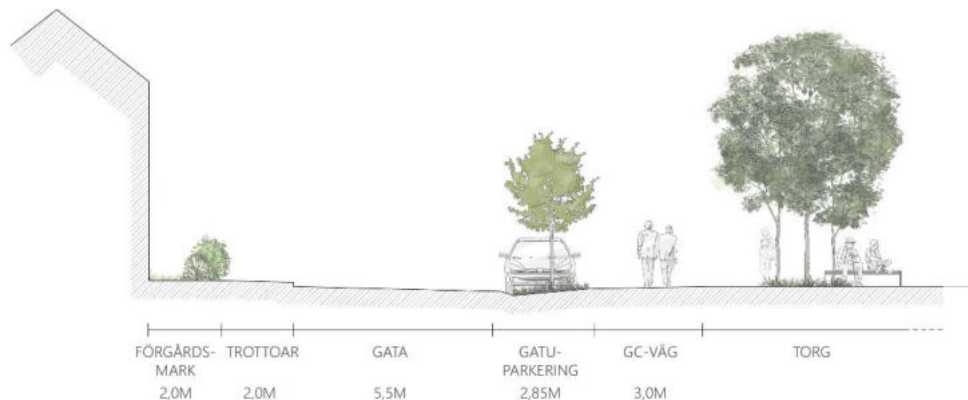 FÖRGÅRDS-
MARK
2,0M
TROTTOAR
2,0M
GATA
5,5M
GATU-
PARKERING
2,85M
GC-VÄG
3,0M
TORG